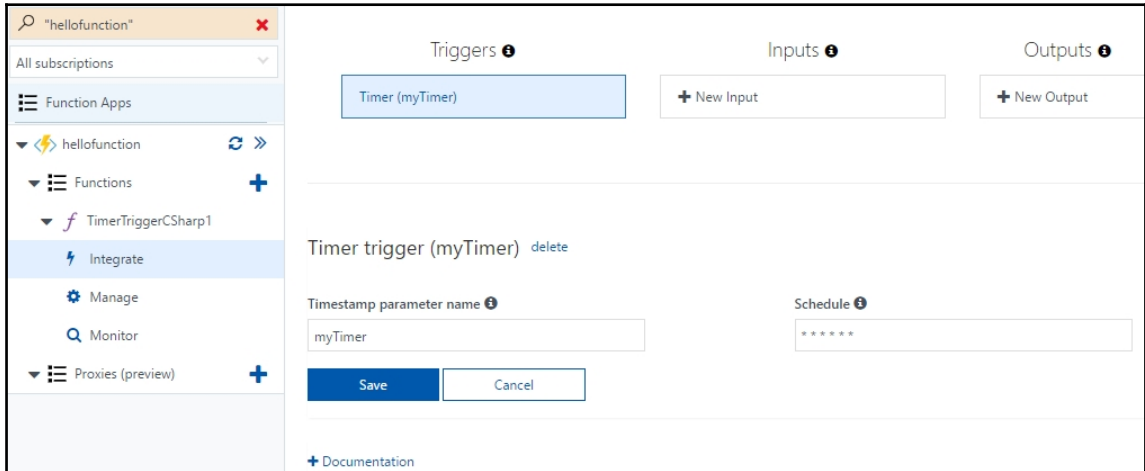 "hellofunction"
All subscriptions
Function Apps
hellofunction
Functions
TimerTriggerCSharp1
Integrate
Manage
Monitor
Proxies (preview)
Triggers
Inputs
Outputs
Timer (myTimer)
New Input
New Output
Timer trigger (myTimer) delete
Timestamp parameter name
Schedule
myTimer
* * * * * *
Save
Cancel
Documentation